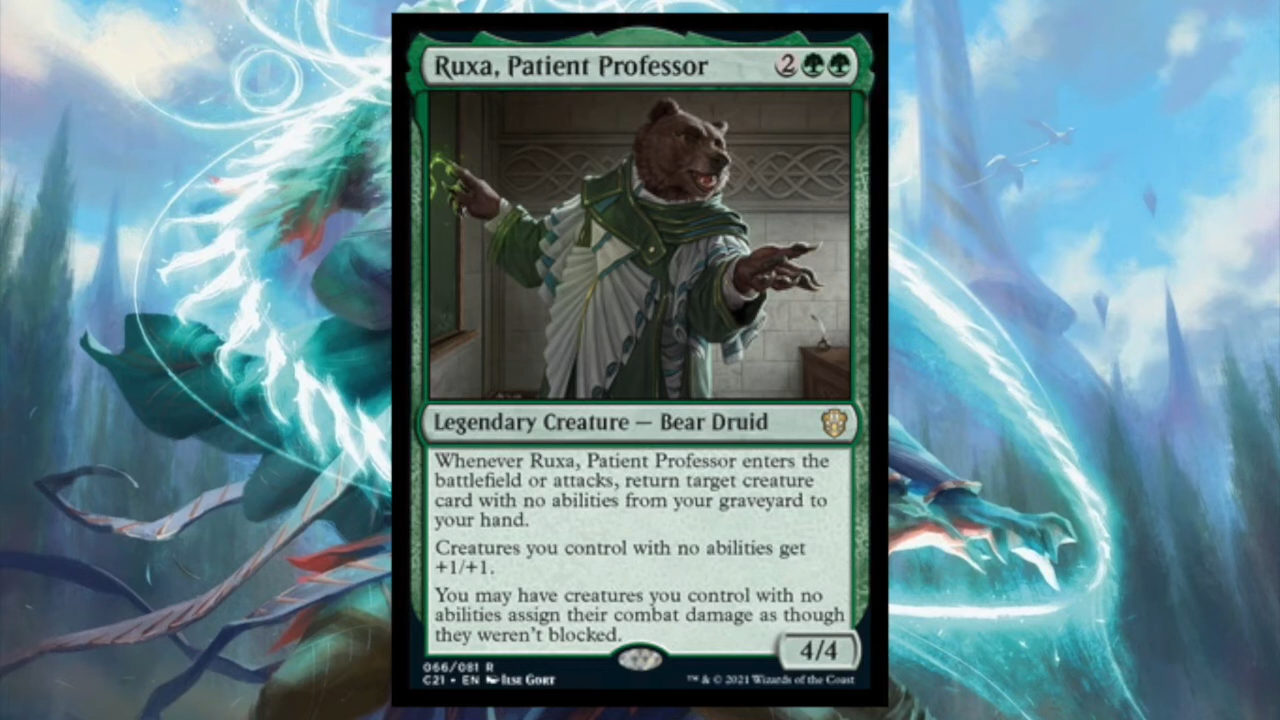 Ruxa, Patient Professor 2
Legendary Creature — Bear Druid
Whenever Ruxa, Patient Professor enters the
battlefield or attacks, return target creature
card with no abilities from your graveyard to
your hand.
Creatures you control with no abilities get
+1/+1.
You may have creatures you control with no
abilities assign their combat damage as though
they weren't blocked.
4/4
066/081 R
C21 • EN Ilse Gort
™ & © 2021 Wizards of the Coast